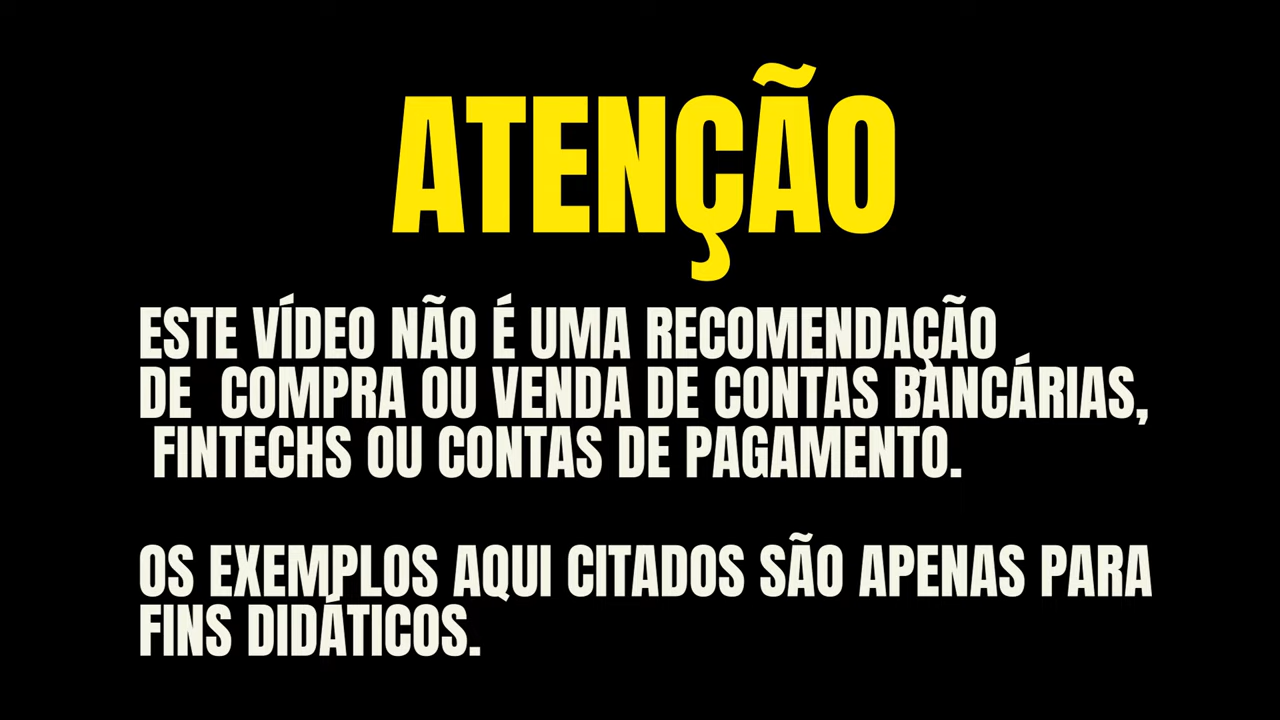 ATENÇÃO
ESTE VÍDEO NÃO É UMA RECOMENDAÇÃO
DE COMPRA OU VENDA DE CONTAS BANCÁRIAS,
FINTECHS OU CONTAS DE PAGAMENTO.
OS EXEMPLOS AQUI CITADOS SÃO APENAS PARA
FINS DIDÁTICOS.